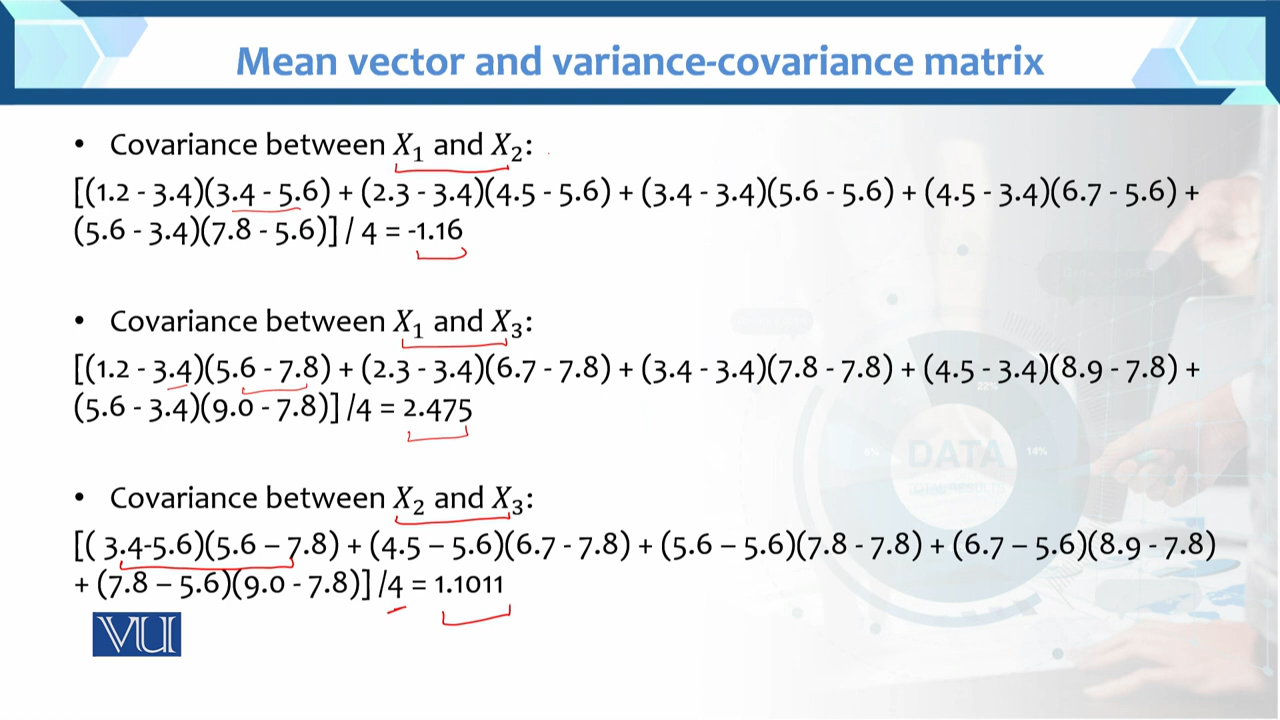 Mean vector and variance-covariance matrix
• Covariance between X₁ and X₂:
[(1.2 - 3.4)(3.4 - 5.6) + (2.3 - 3.4)(4.5 - 5.6) + (3.4 - 3.4)(5.6 - 5.6) + (4.5 - 3.4)(6.7 - 5.6) +
(5.6 - 3.4)(7.8 - 5.6)] / 4 = -1.16
• Covariance between X₁ and X₃:
[(1.2 - 3.4)(5.6 - 7.8) + (2.3 - 3.4)(6.7 - 7.8) + (3.4 - 3.4)(7.8 - 7.8) + (4.5 - 3.4)(8.9 - 7.8) +
(5.6 - 3.4)(9.0 - 7.8)] /4 = 2.475
22%
6%
DATA
14%
TOTAL RESULTS
• Covariance between X₂ and X₃:
[( 3.4-5.6)(5.6 – 7.8) + (4.5 – 5.6)(6.7 - 7.8) + (5.6 – 5.6)(7.8 - 7.8) + (6.7 – 5.6)(8.9 - 7.8)
+ (7.8 – 5.6)(9.0 - 7.8)] /4 = 1.1011
VU